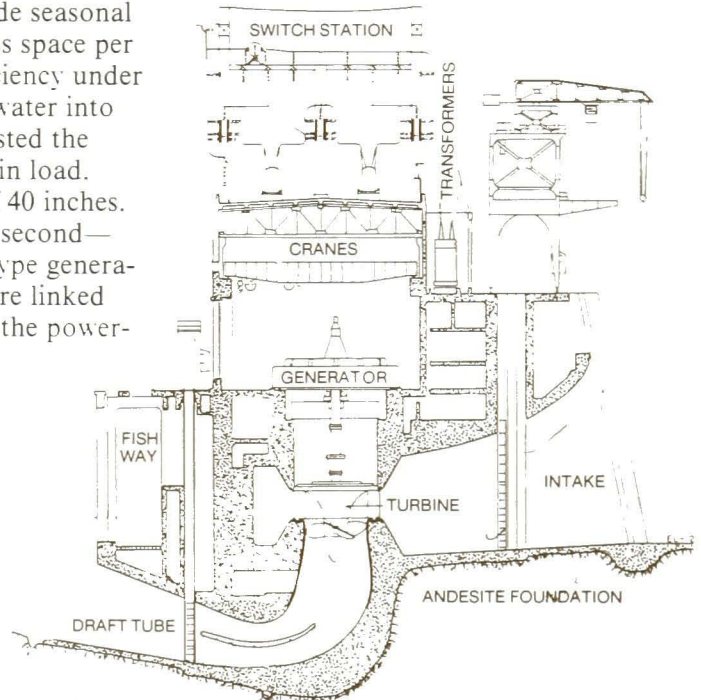 de seasonal
s space per
ciency under
water into
sted the
in load.
40 inches.
second—
ype genera-
re linked
the power-
SWITCH STATION
TRANSFORMERS
CRANES
GENERATOR
FISH
WAY
TURBINE
INTAKE
DRAFT TUBE
ANDESITE FOUNDATION